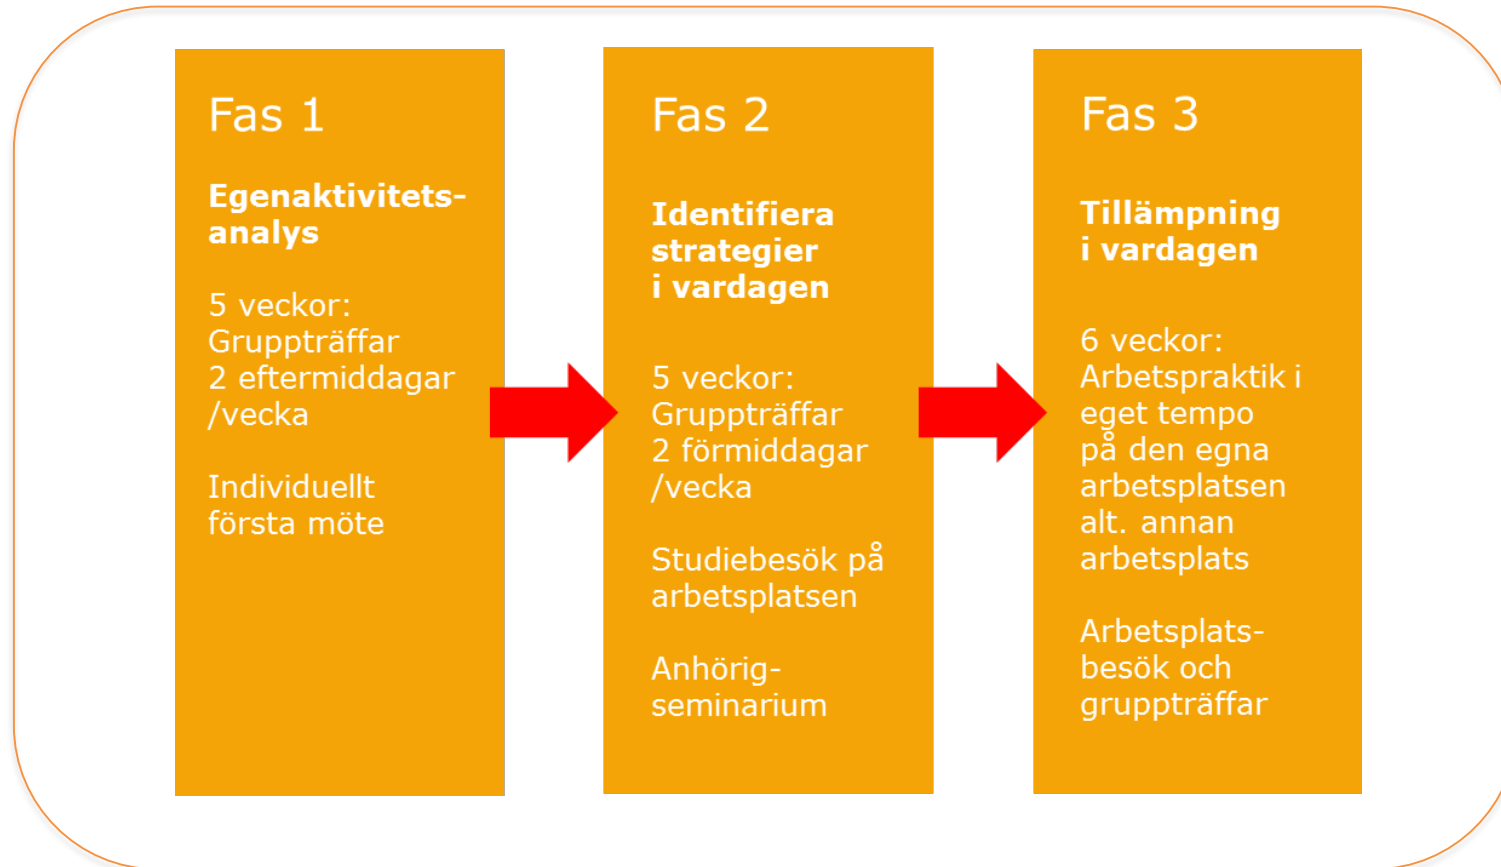 Fas 1
Egenaktivitets-
analys
5 veckor:
Gruppträffar
2 eftermiddagar
/vecka
Individuellt
första möte
Fas 2
Identifiera
strategier
i vardagen
5 veckor:
Gruppträffar
2 förmiddagar
/vecka
Studiebesök på
arbetsplatsen
Anhörig-
seminarium
Fas 3
Tillämpning
i vardagen
6 veckor:
Arbetspraktik i
eget tempo
på den egna
arbetsplatsen
alt. annan
arbetsplats
Arbetsplats-
besök och
gruppträffar